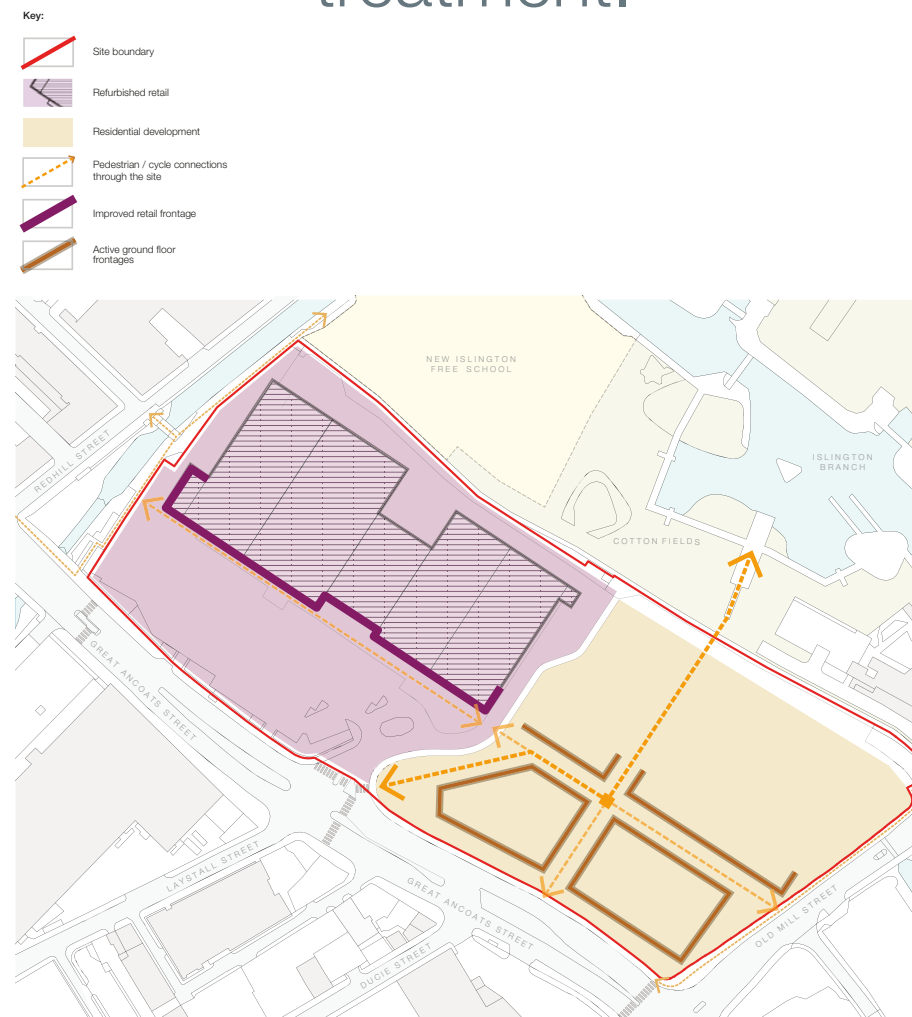 treatment.
Key:
Site boundary
Refurbished retail
Residential development
Pedestrian / cycle connections
through the site
Improved retail frontage
Active ground floor
frontages
NEW ISLINGTON
FREE SCHOOL
REDHILL STREET
ISLINGTON
BRANCH
COTTON FIELDS
GREAT ANCOATS STREET
LAYSTALL STREET
GREAT ANCOATS STREET
OLD MILL STREET
DUCIE STREET